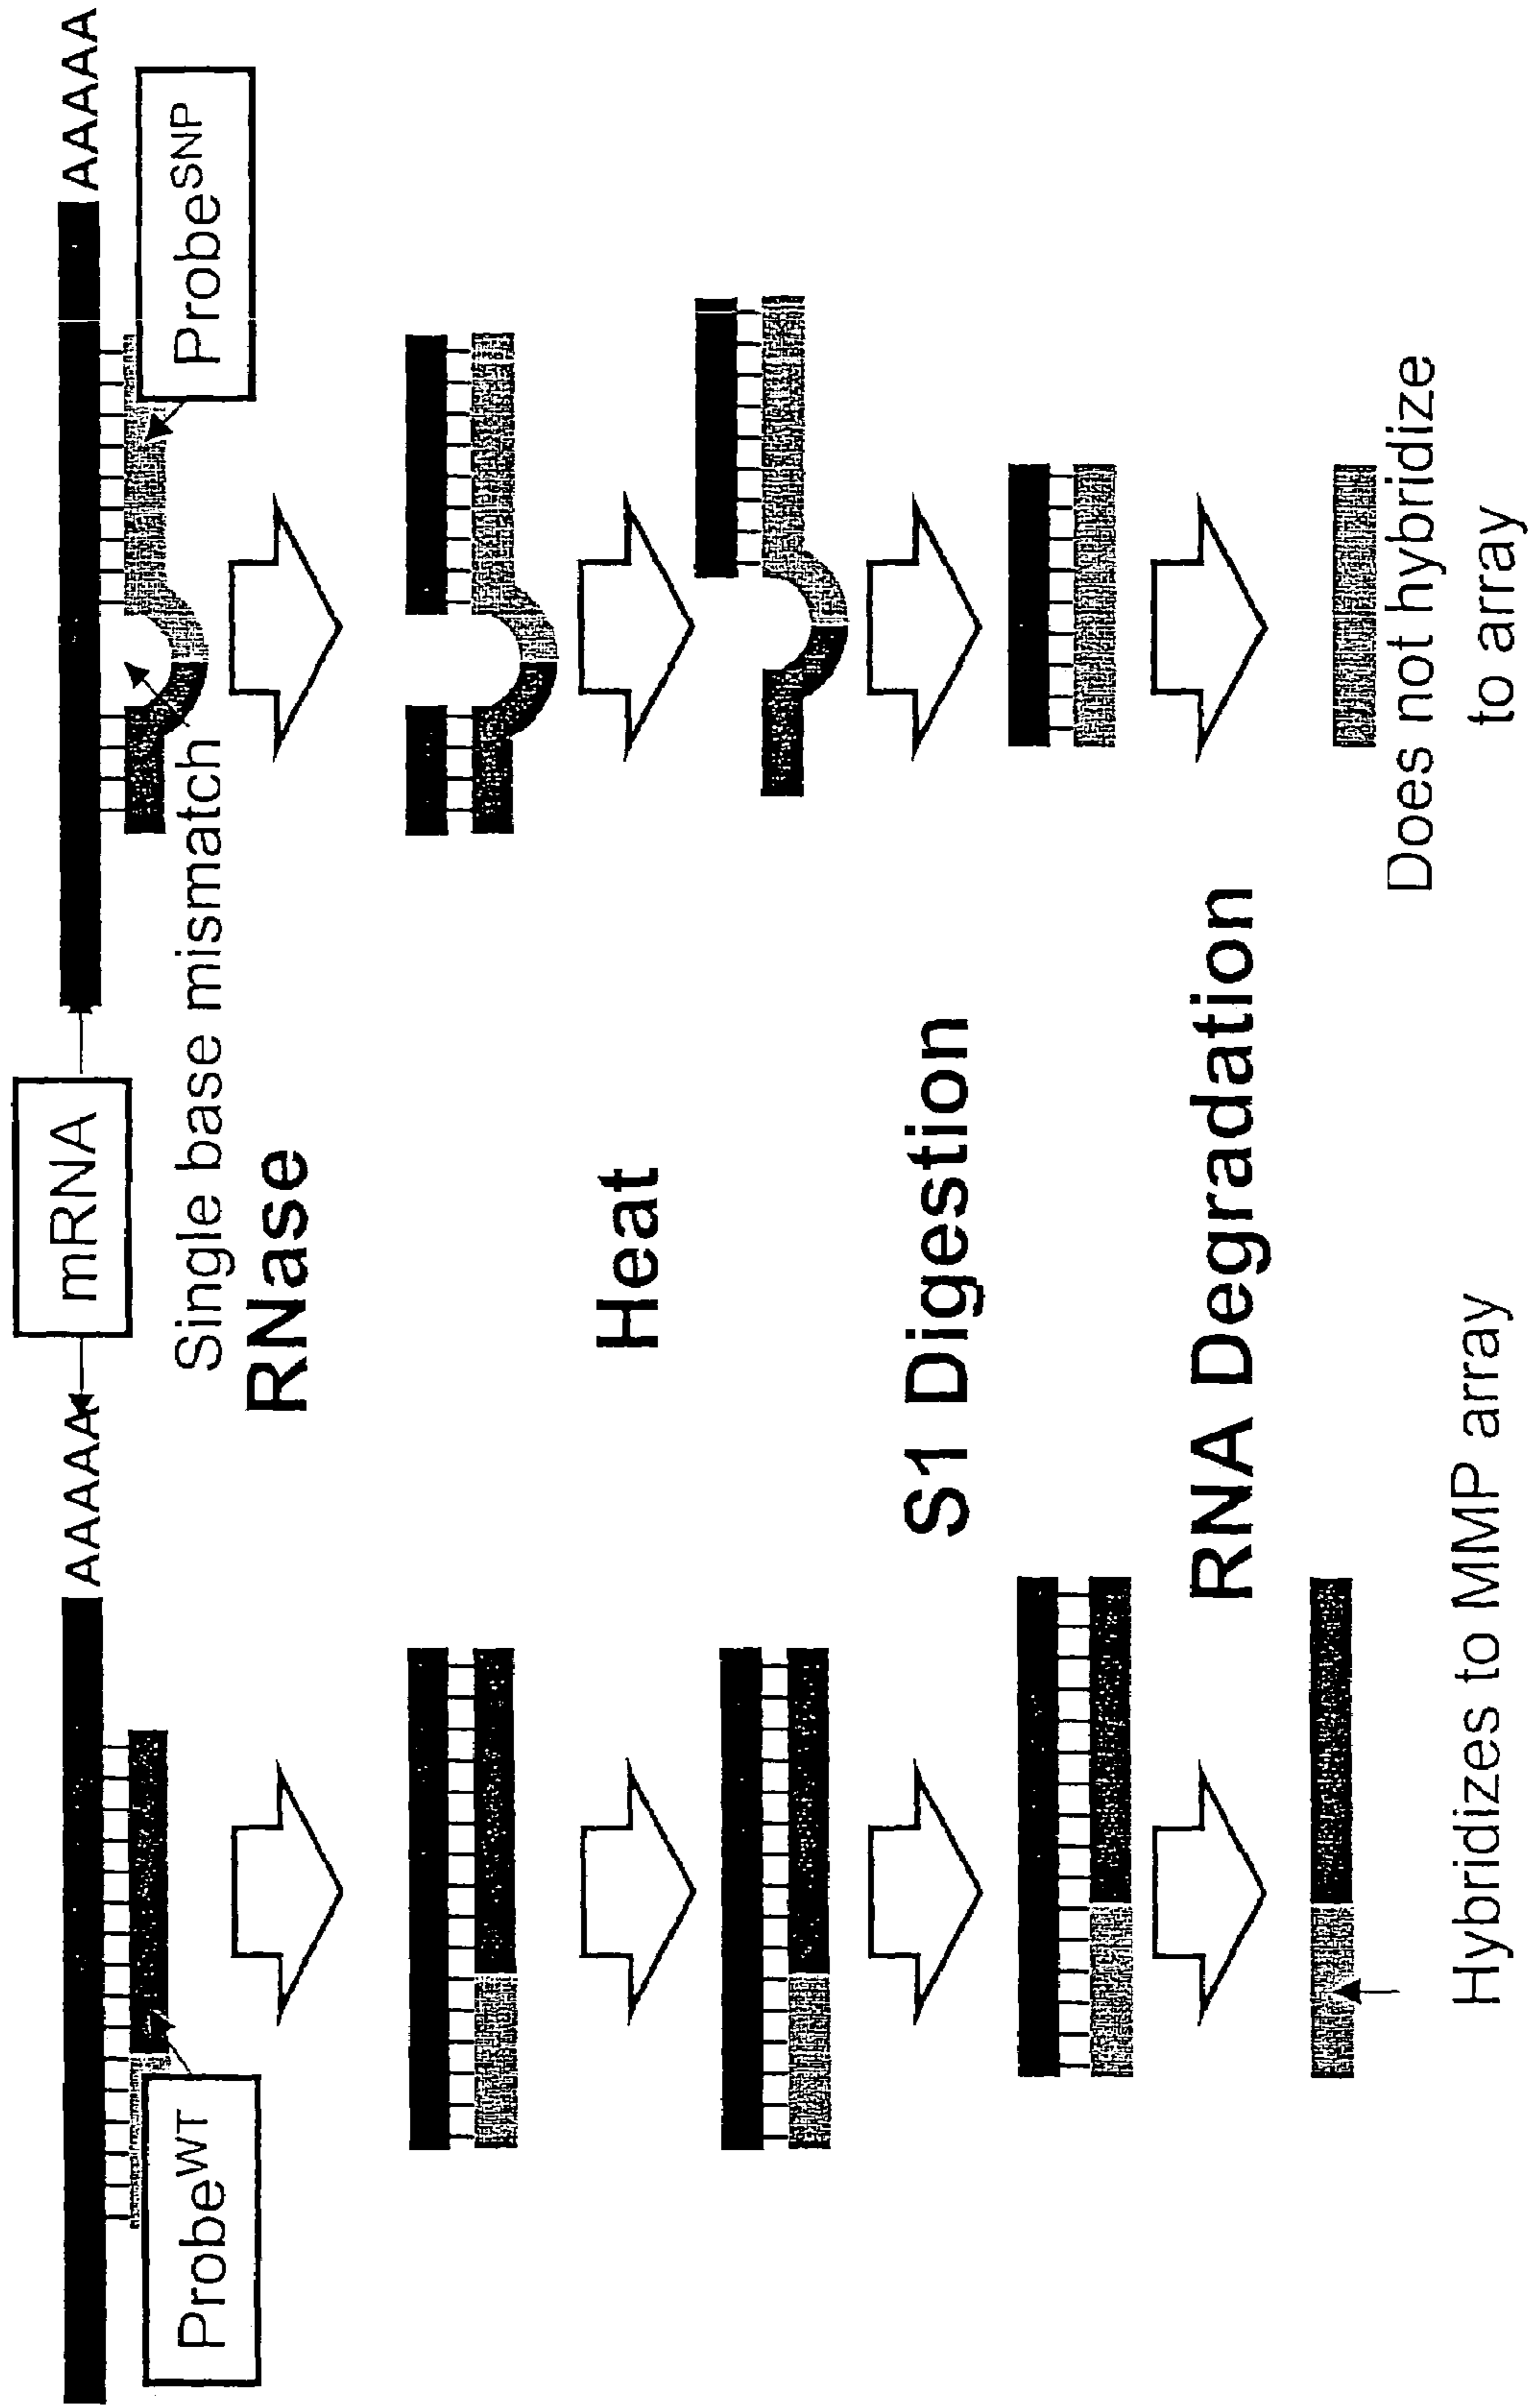 AAAAA
mRNA
AAAAA
Probe^WT
Single base mismatch
Probe^SNP
RNase
Heat
S1 Digestion
RNA Degradation
Hybridizes to MMP array
Does not hybridize
to array